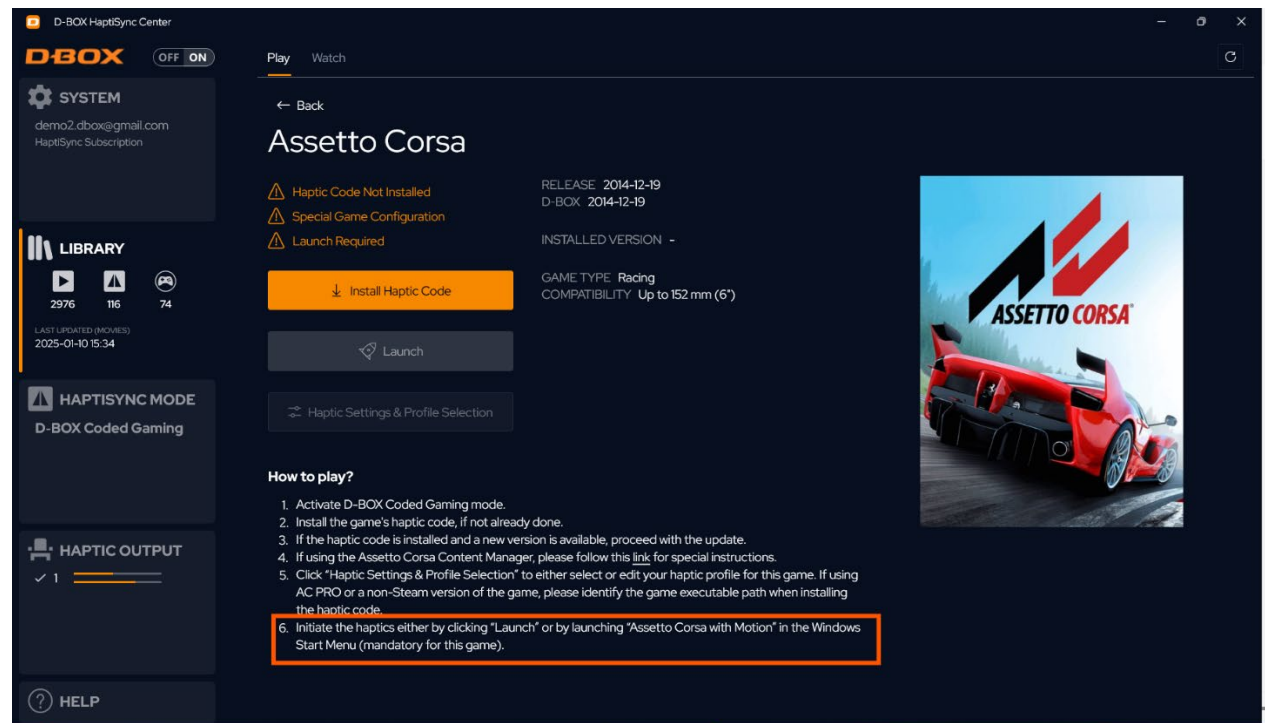 D-BOX HaptiSync Center
D-BOX
OFF ON
Play Watch
SYSTEM
demo2.dbox@gmail.com
HaptiSync Subscription
LIBRARY
2976 116 74
LAST UPDATED (MOVIES)
2025-01-10 15:34
HAPTISYNC MODE
D-BOX Coded Gaming
HAPTIC OUTPUT
1
HELP
← Back
Assetto Corsa
Haptic Code Not Installed
Special Game Configuration
Launch Required
RELEASE 2014-12-19
D-BOX 2014-12-19
INSTALLED VERSION -
GAME TYPE Racing
COMPATIBILITY Up to 152 mm (6")
Install Haptic Code
Launch
Haptic Settings & Profile Selection
ASSETTO CORSA
How to play?
1. Activate D-BOX Coded Gaming mode.
2. Install the game's haptic code, if not already done.
3. If the haptic code is installed and a new version is available, proceed with the update.
4. If using the Assetto Corsa Content Manager, please follow this link for special instructions.
5. Click "Haptic Settings & Profile Selection" to either select or edit your haptic profile for this game. If using
AC PRO or a non-Steam version of the game, please identify the game executable path when installing
the haptic code.
6. Initiate the haptics either by clicking "Launch" or by launching "Assetto Corsa with Motion" in the Windows
Start Menu (mandatory for this game).